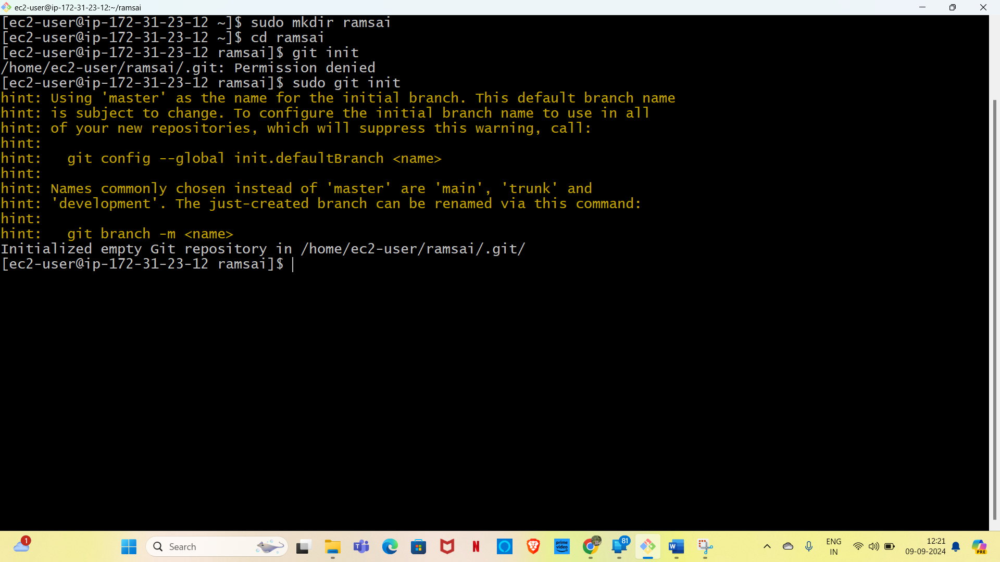 ec2-user@ip-172-31-23-12:~/ramsai
[ec2-user@ip-172-31-23-12 ~]$ sudo mkdir ramsai
[ec2-user@ip-172-31-23-12 ~]$ cd ramsai
[ec2-user@ip-172-31-23-12 ramsai]$ git init
/home/ec2-user/ramsai/.git: Permission denied
[ec2-user@ip-172-31-23-12 ramsai]$ sudo git init
hint: Using 'master' as the name for the initial branch. This default branch name
hint: is subject to change. To configure the initial branch name to use in all
hint: of your new repositories, which will suppress this warning, call:
hint:
hint:   git config --global init.defaultBranch <name>
hint:
hint: Names commonly chosen instead of 'master' are 'main', 'trunk' and
hint: 'development'. The just-created branch can be renamed via this command:
hint:
hint:   git branch -m <name>
Initialized empty Git repository in /home/ec2-user/ramsai/.git/
[ec2-user@ip-172-31-23-12 ramsai]$
1
Search
T
N
prime video
81
W
ENG
IN
12:21
09-09-2024
PRE